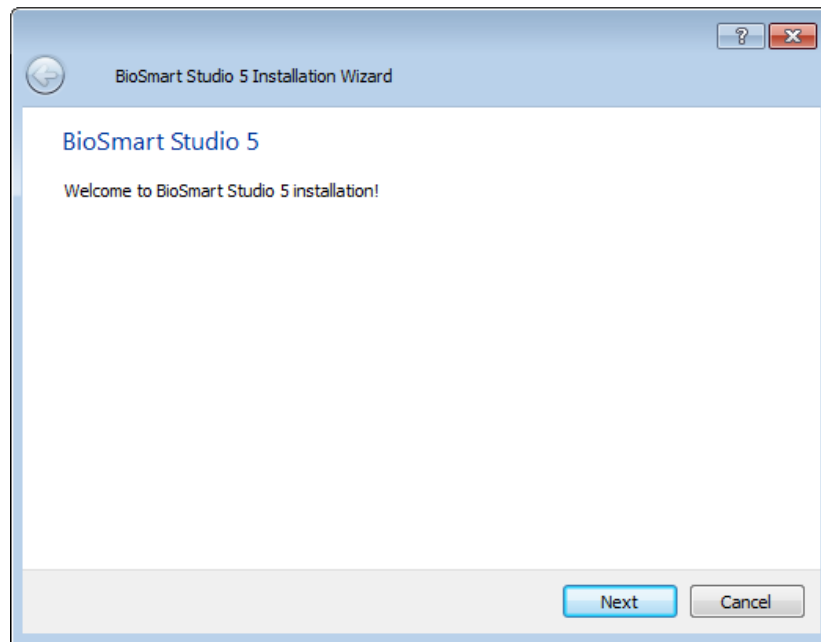 BioSmart Studio 5 Installation Wizard
BioSmart Studio 5
Welcome to BioSmart Studio 5 installation!
Next
Cancel